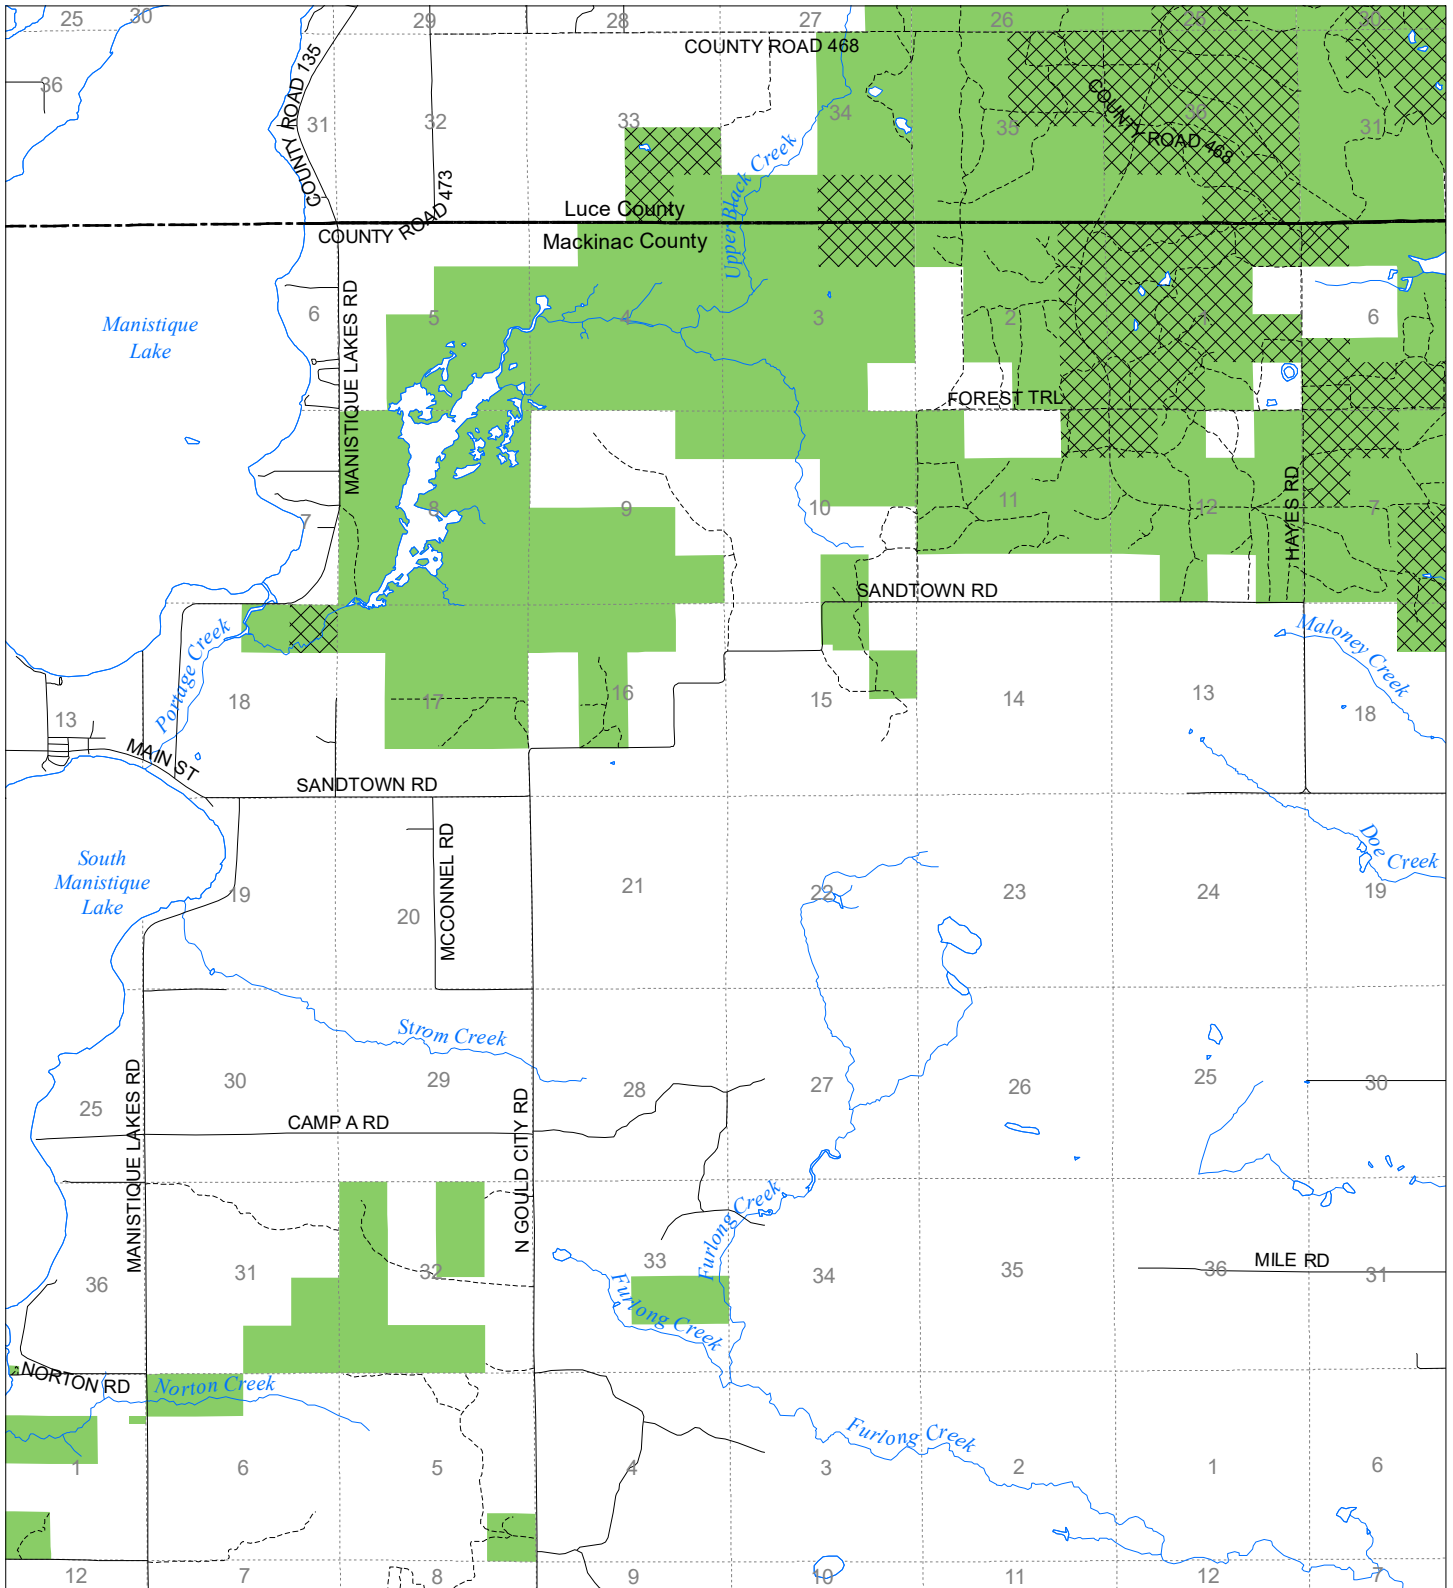 25
30
29
28
27
26
25
30
COUNTY ROAD 468
36
COUNTY ROAD 135
31
32
33
34
35
36
31
COUNTY ROAD 468
COUNTY ROAD 473
Upper Black Creek
Luce County
Mackinac County
Manistique
Lake
6
MANISTIQUE LAKES RD
5
4
3
2
1
6
FOREST TRL
7
8
9
10
11
12
HAYES RD
7
SANDTOWN RD
Portage Creek
Maloney Creek
13
18
17
16
15
14
13
18
MAIN ST
SANDTOWN RD
South
Manistique
Lake
19
20
MCCONNEL RD
21
22
23
24
Doe Creek
19
Strom Creek
25
30
29
28
27
26
25
30
MANISTIQUE LAKES RD
CAMP A RD
N GOULD CITY RD
Furlong Creek
36
31
32
33
34
35
36
MILE RD
31
Furlong Creek
NORTON RD
Norton Creek
Furlong Creek
1
6
5
4
3
2
1
6
12
7
8
9
10
11
12
7